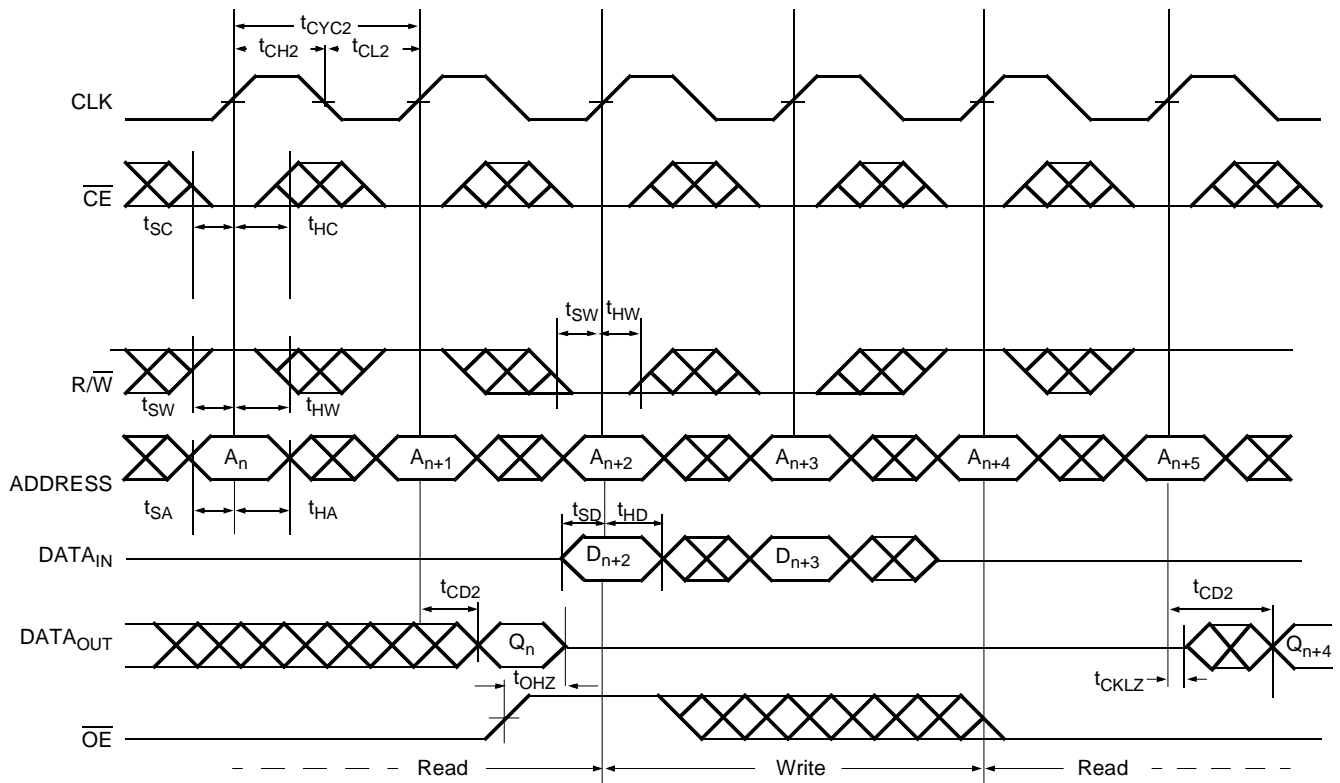 tCYC2
tCH2 tCL2
CLK
CE
tSC tHC
tSW tHW
R/W
tSW tHW
An An+1 An+2 An+3 An+4 An+5
ADDRESS
tSA tHA
tSD tHD
DATAIN
Dn+2 Dn+3
tCD2 tCD2
DATAOUT
Qn Qn+4
tOHZ
tCKLZ
OE
Read Write Read